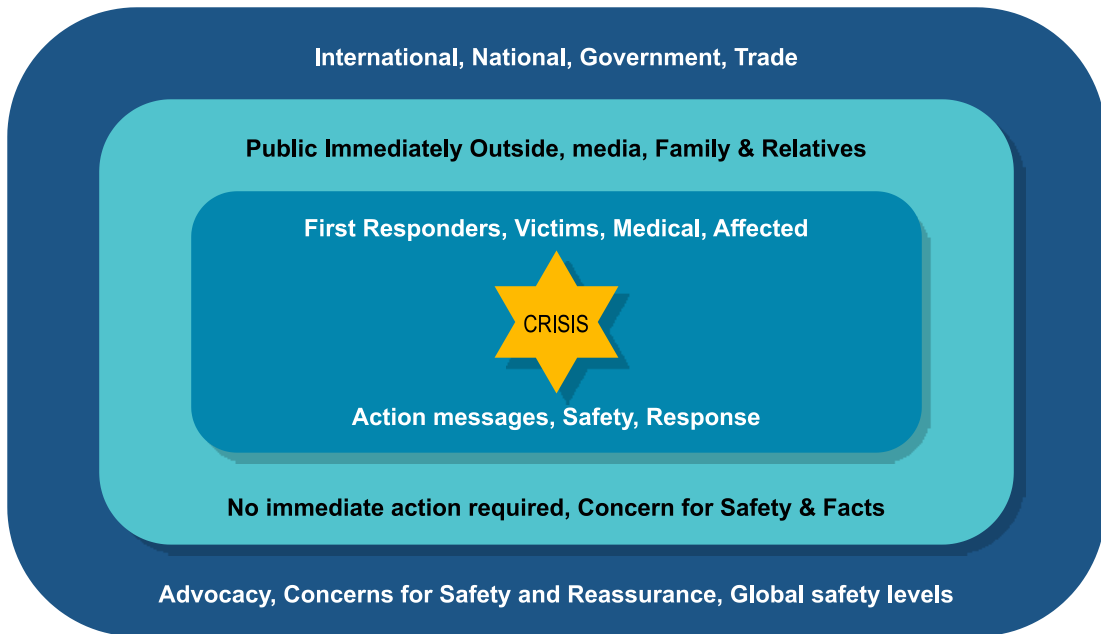 International, National, Government, Trade
Public Immediately Outside, media, Family & Relatives
First Responders, Victims, Medical, Affected
CRISIS
Action messages, Safety, Response
No immediate action required, Concern for Safety & Facts
Advocacy, Concerns for Safety and Reassurance, Global safety levels